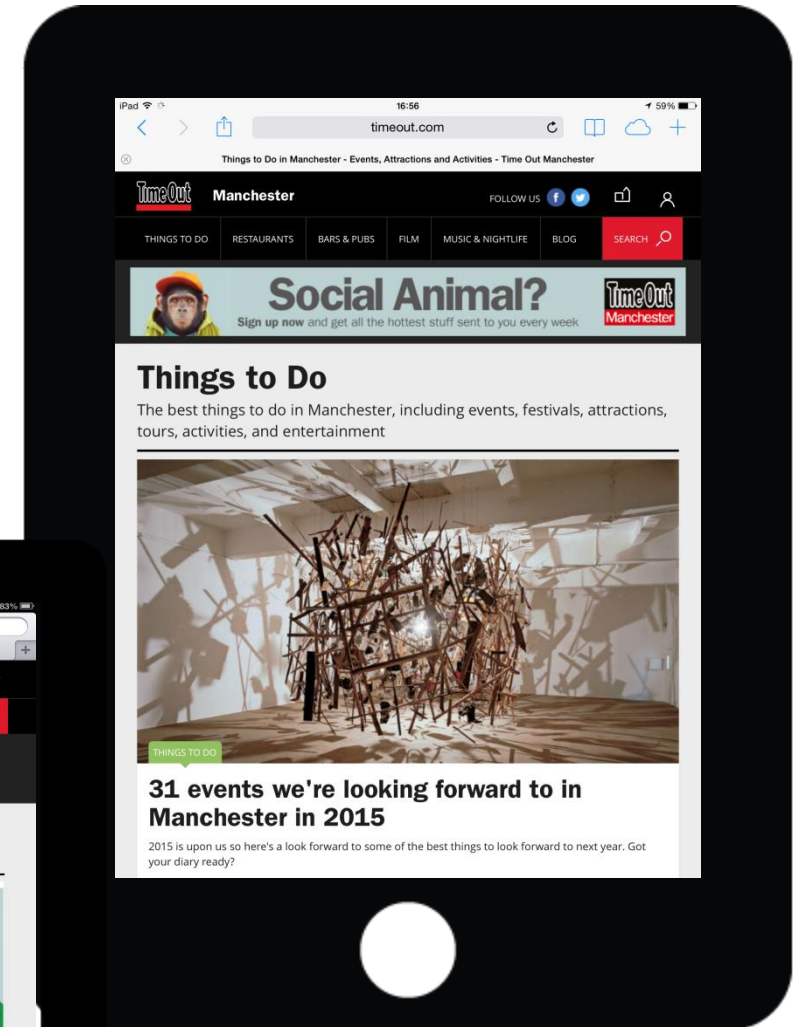 iPad 16:56 59%
timeout.com
Things to Do in Manchester - Events, Attractions and Activities - Time Out Manchester
TimeOut Manchester FOLLOW US
THINGS TO DO RESTAURANTS BARS & PUBS FILM MUSIC & NIGHTLIFE BLOG SEARCH
Social Animal?
Sign up now and get all the hottest stuff sent to you every week
TimeOut
Manchester
Things to Do
The best things to do in Manchester, including events, festivals, attractions,
tours, activities, and entertainment
THINGS TO DO
31 events we're looking forward to in
Manchester in 2015
2015 is upon us so here's a look forward to some of the best things to look forward to next year. Got
your diary ready?
83%